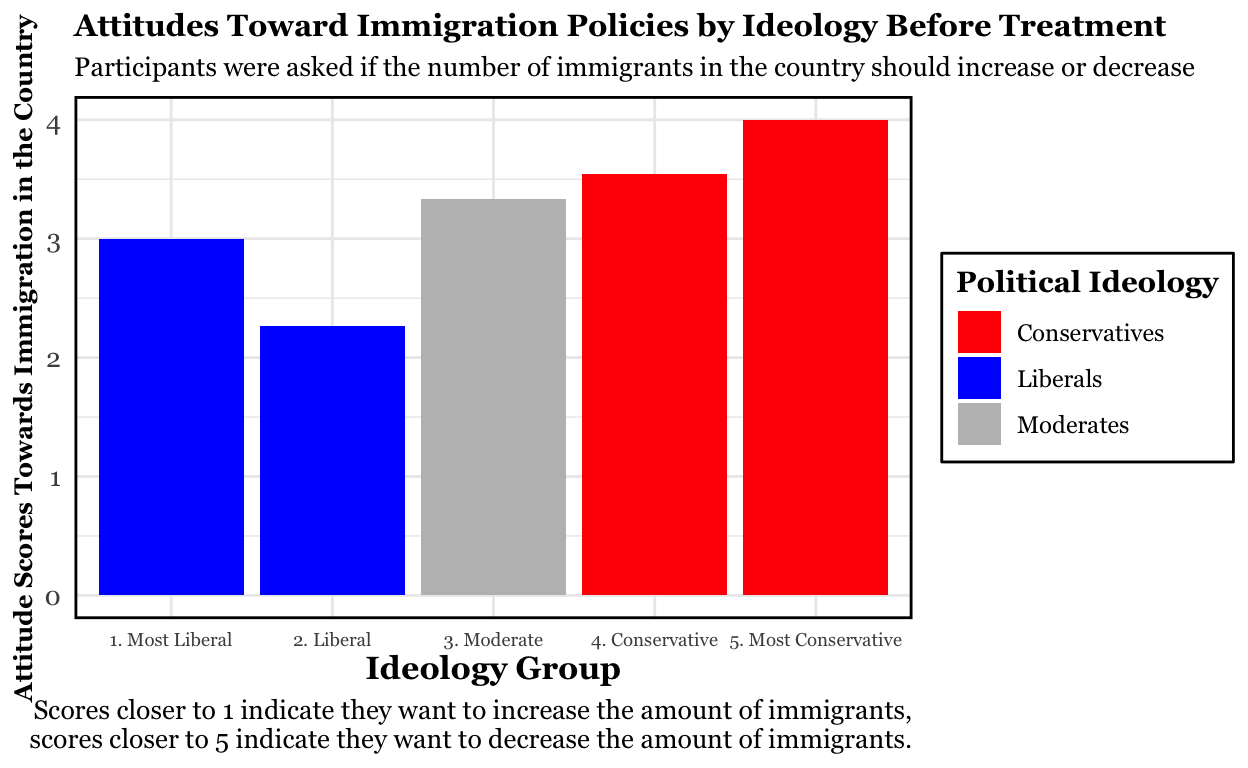 Attitudes Toward Immigration Policies by Ideology Before Treatment
Participants were asked if the number of immigrants in the country should increase or decrease
Attitude Scores Towards Immigration in the Country
4
3
2
1
0
1. Most Liberal
2. Liberal
3. Moderate
4. Conservative
5. Most Conservative
Ideology Group
Political Ideology
Conservatives
Liberals
Moderates
Scores closer to 1 indicate they want to increase the amount of immigrants,
scores closer to 5 indicate they want to decrease the amount of immigrants.